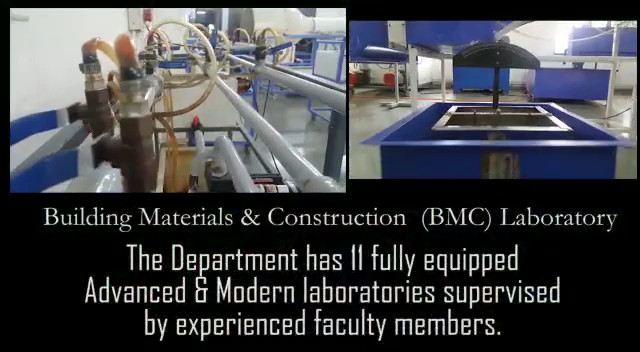 Building Materials & Construction (BMC) Laboratory
The Department has 11 fully equipped
Advanced & Modern laboratories supervised
by experienced faculty members.